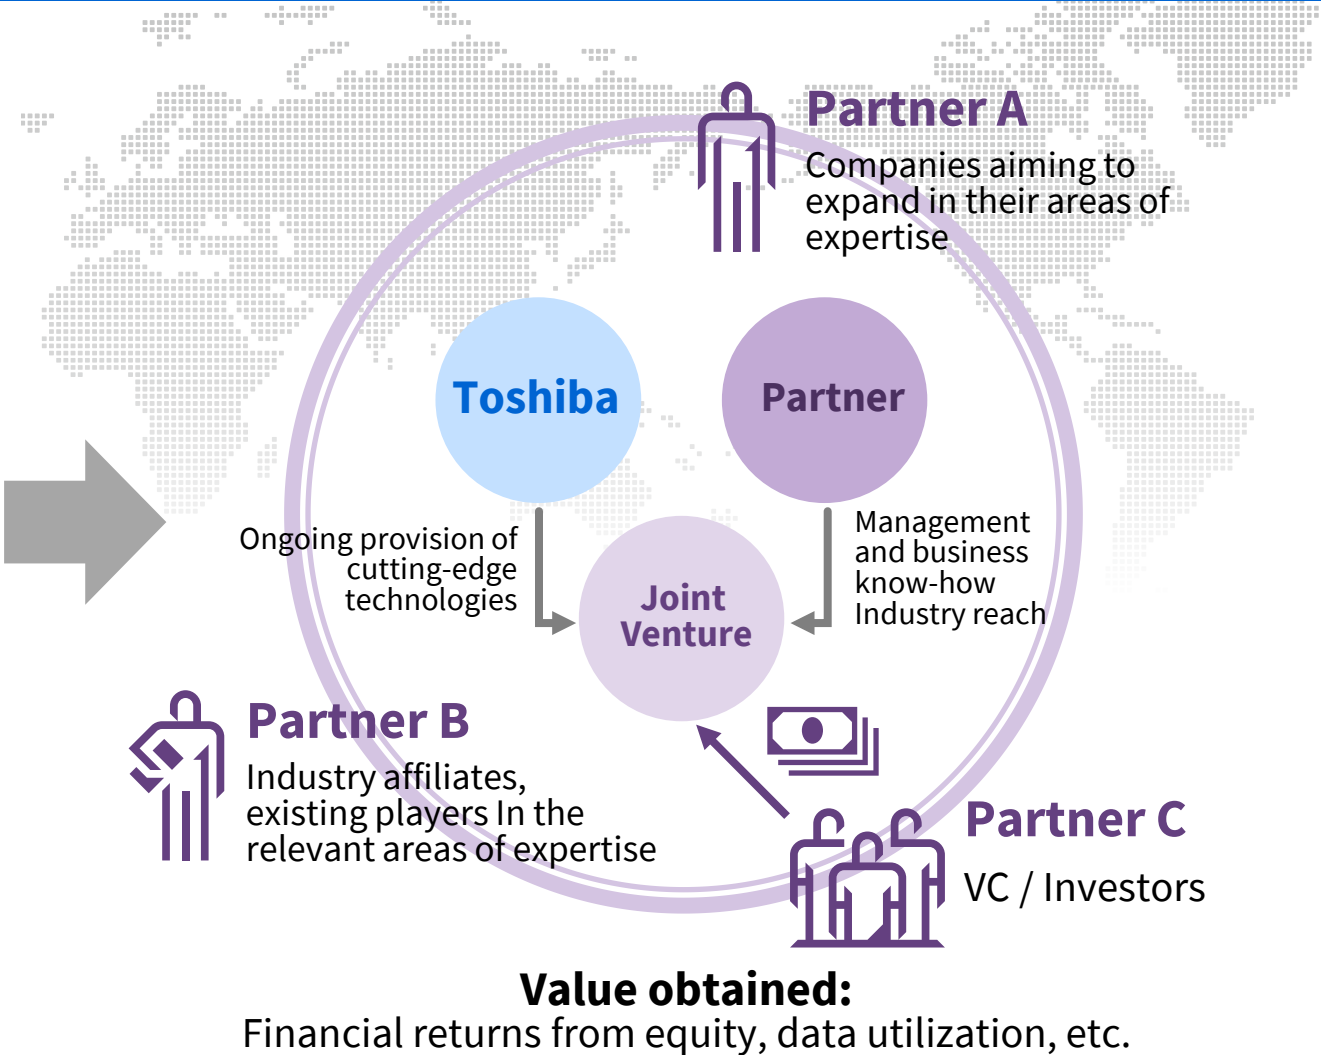 Partner A
Companies aiming to
expand in their areas of
expertise
Toshiba
Partner
Ongoing provision of
cutting-edge
technologies
Management
and business
know-how
Industry reach
Joint
Venture
Partner B
Industry affiliates,
existing players In the
relevant areas of expertise
Partner C
VC / Investors
Value obtained:
Financial returns from equity, data utilization, etc.